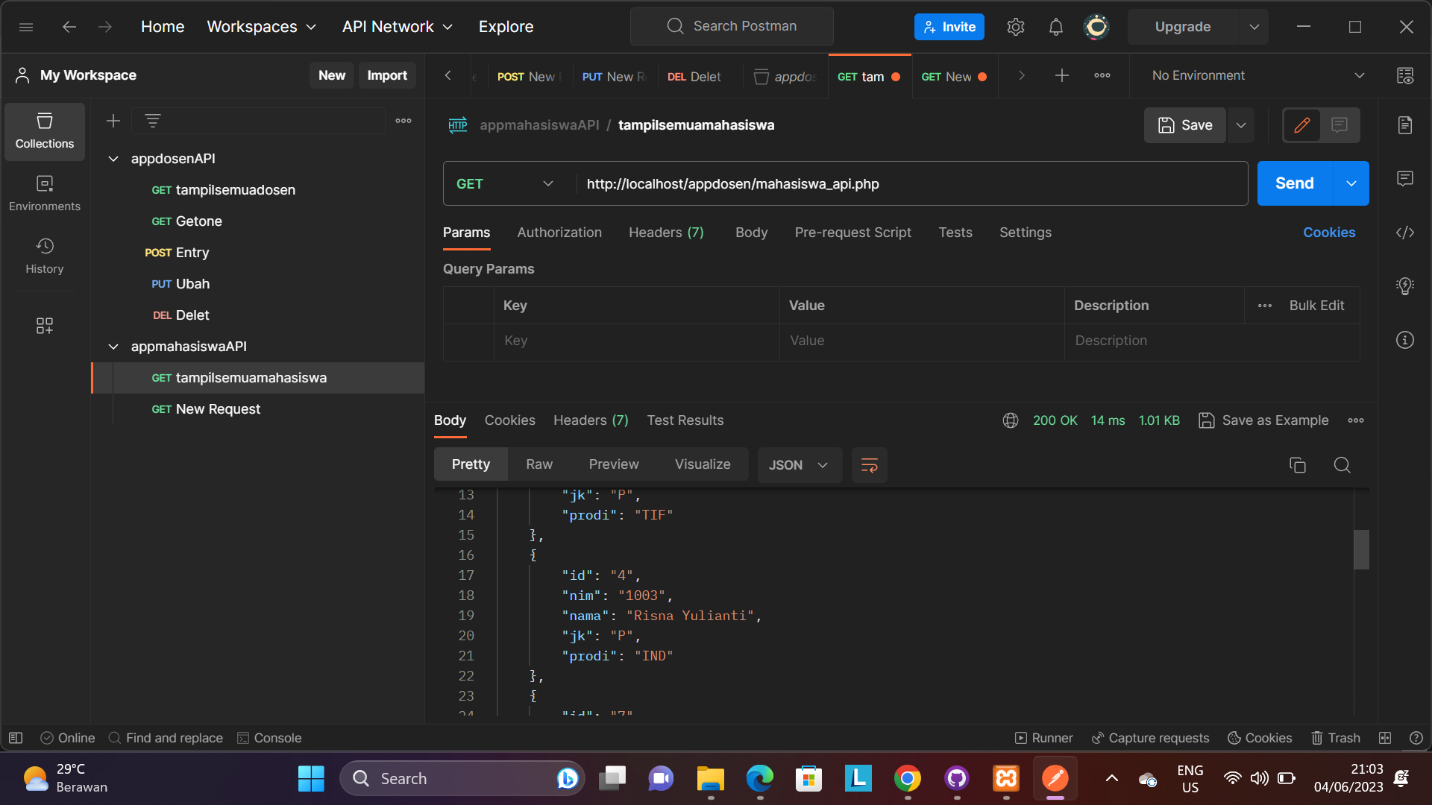 Home Workspaces API Network Explore Search Postman Invite Upgrade
My Workspace New Import POST New PUT New R DEL Delet appdos GET tam GET New No Environment
HTTP appmahasiswaAPI / tampilsemuamahasiswa Save
Collections
Environments
History
appdosenAPI
GET tampilsemuadosen
GET Getone
POST Entry
PUT Ubah
DEL Delet
appmahasiswaAPI
GET tampilsemuamahasiswa
GET New Request
GET http://localhost/appdosen/mahasiswa_api.php Send
Params Authorization Headers (7) Body Pre-request Script Tests Settings Cookies
Query Params
Key Value Description Bulk Edit
Key Value Description
Body Cookies Headers (7) Test Results 200 OK 14 ms 1.01 KB Save as Example
Pretty Raw Preview Visualize JSON
13 "jk": "P",
14 "prodi": "TIF"
15 },
16 {
17 "id": "4",
18 "nim": "1003",
19 "nama": "Risna Yulianti",
20 "jk": "P",
21 "prodi": "IND"
22 },
23 {
24 "id": "7"
Online Find and replace Console Runner Capture requests Cookies Trash
29°C
Berawan
Search
ENG
US
21:03
04/06/2023